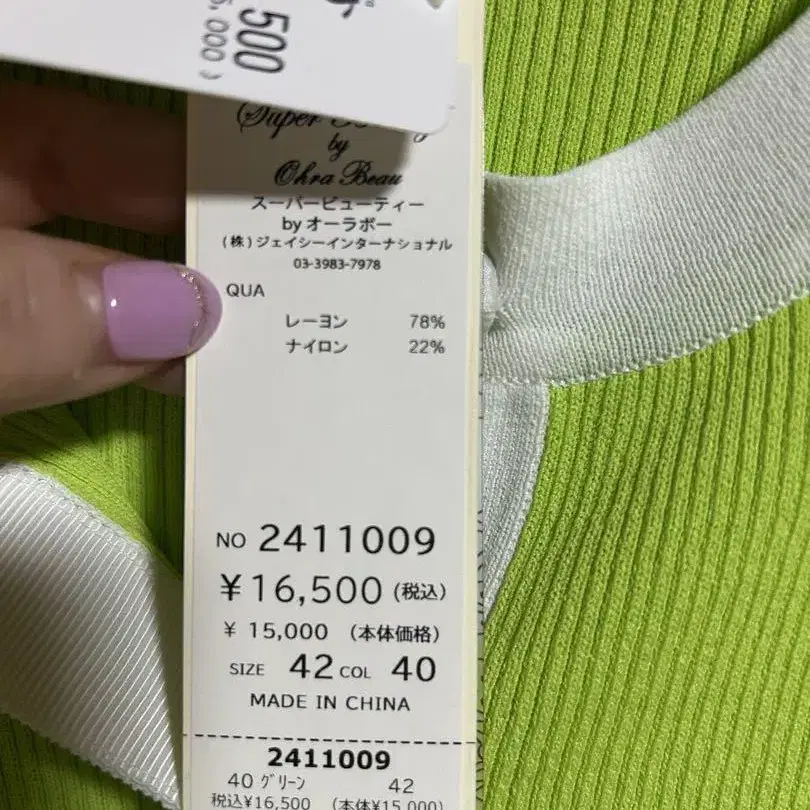 500
5,000)
Super
by
Ohra Beau
スーパービューティー
by オーラボー
(株)ジェイシーインターナショナル
03-3983-7978
QUA
レーヨン 78%
ナイロン 22%
NO 2411009
¥16,500 (税込)
¥ 15,000 (本体価格)
SIZE 42 COL 40
MADE IN CHINA
2411009
40 グリーン 42
税込¥16,500 (本体¥15,000)